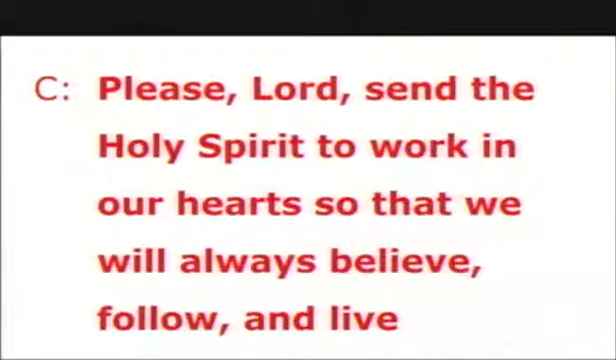 C: Please, Lord, send the
Holy Spirit to work in
our hearts so that we
will always believe,
follow, and live